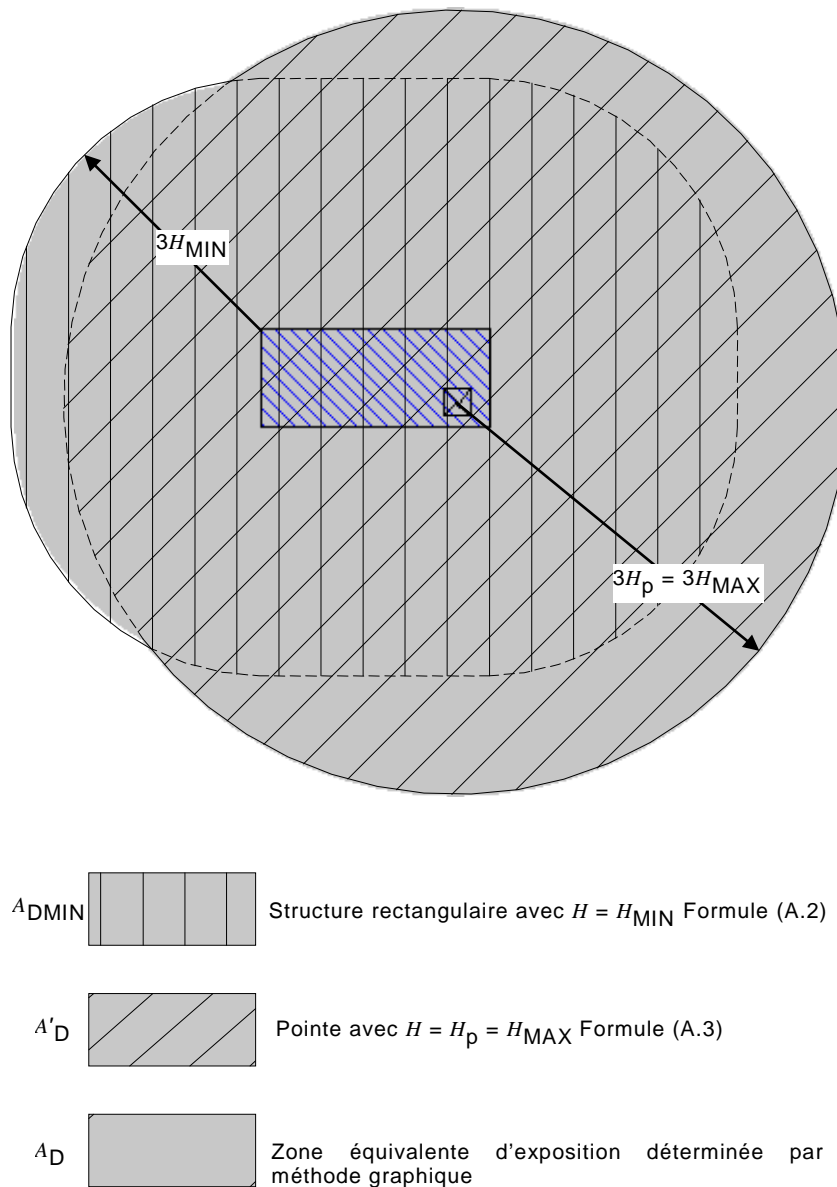 3HMIN
3Hp = 3HMAX
ADMIN Structure rectangulaire avec H = HMIN Formule (A.2)
A'D Pointe avec H = Hp = HMAX Formule (A.3)
AD Zone équivalente d'exposition déterminée par
méthode graphique